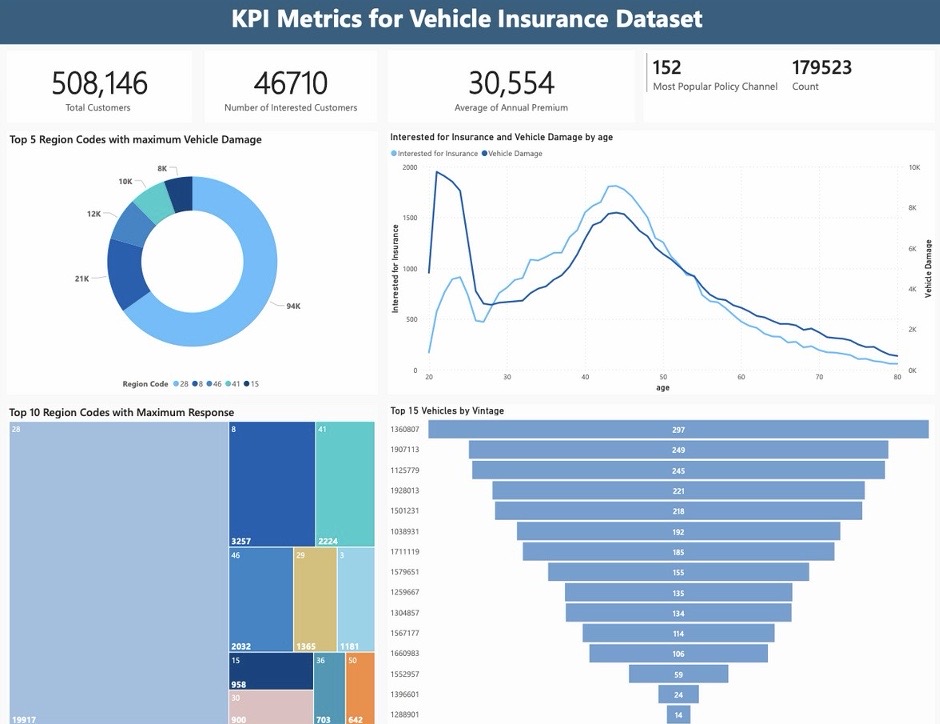 KPI Metrics for Vehicle Insurance Dataset
508,146
Total Customers
46710
Number of Interested Customers
30,554
Average of Annual Premium
152
Most Popular Policy Channel
179523
Count
Top 5 Region Codes with maximum Vehicle Damage
8K
10K
12K
21K
94K
Region Code 28 8 46 41 15
Interested for Insurance and Vehicle Damage by age
Interested for Insurance Vehicle Damage
2000
1500
1000
500
0
Interested for Insurance
10K
8K
6K
4K
2K
0K
Vehicle Damage
20 30 40 50 60 70 80
age
Top 10 Region Codes with Maximum Response
28
19917
8
3257
41
2224
46
2032
29
1365
3
1181
15
958
30
900
36
703
50
642
Top 15 Vehicles by Vintage
1360807 297
1907113 249
1125779 245
1928013 221
1501231 218
1038931 192
1711119 185
1579651 155
1259667 135
1304857 134
1567177 114
1660983 106
1552957 59
1396601 24
1288901 14